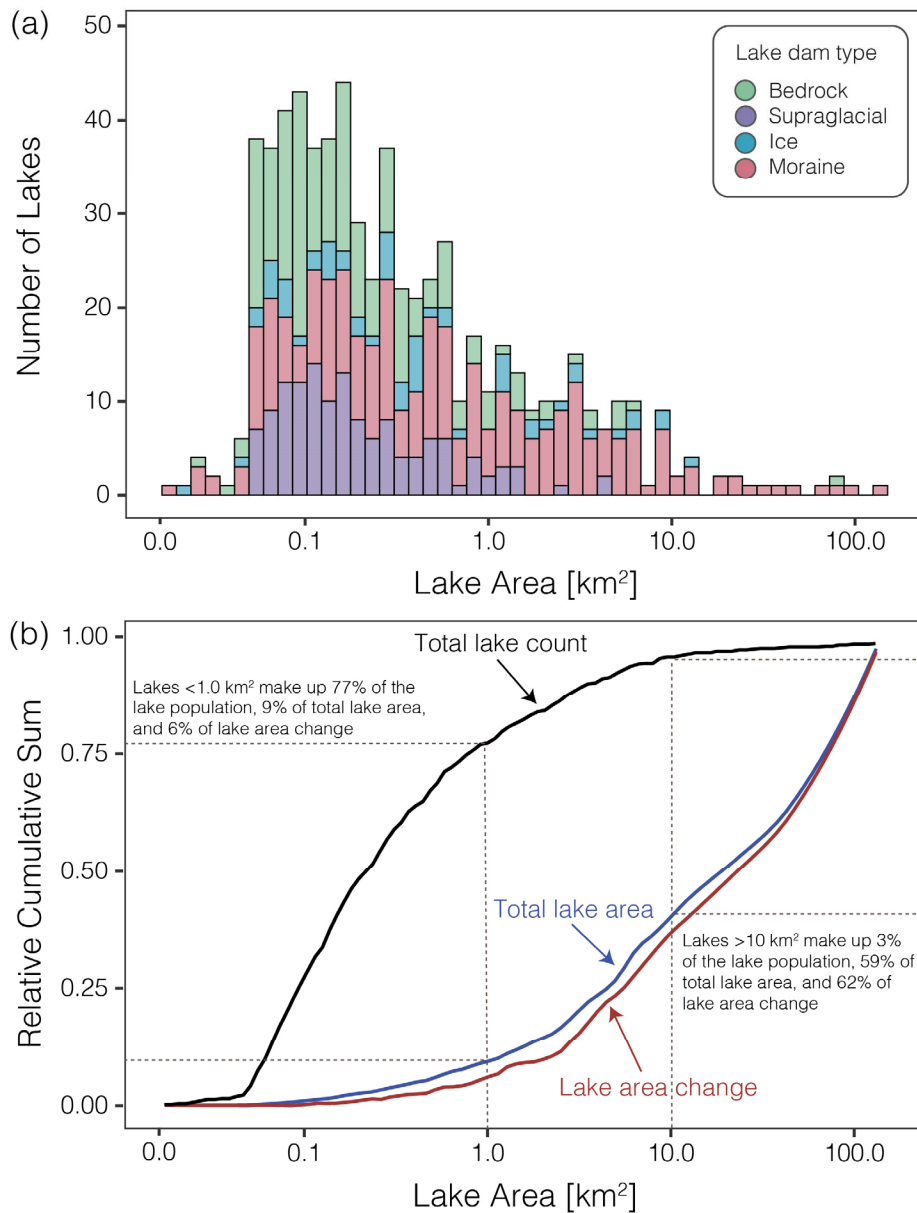 (a)
50
40
30
20
10
0
Number of Lakes
Lake dam type
Bedrock
Supraglacial
Ice
Moraine
0.0 0.1 1.0 10.0 100.0
Lake Area [km²]
(b)
1.00
0.75
0.50
0.25
0.00
Relative Cumulative Sum
Total lake count
Lakes <1.0 km² make up 77% of the
lake population, 9% of total lake area,
and 6% of lake area change
Total lake area
Lakes >10 km² make up 3%
of the lake population, 59% of
total lake area, and 62% of
lake area change
Lake area change
0.0 0.1 1.0 10.0 100.0
Lake Area [km²]